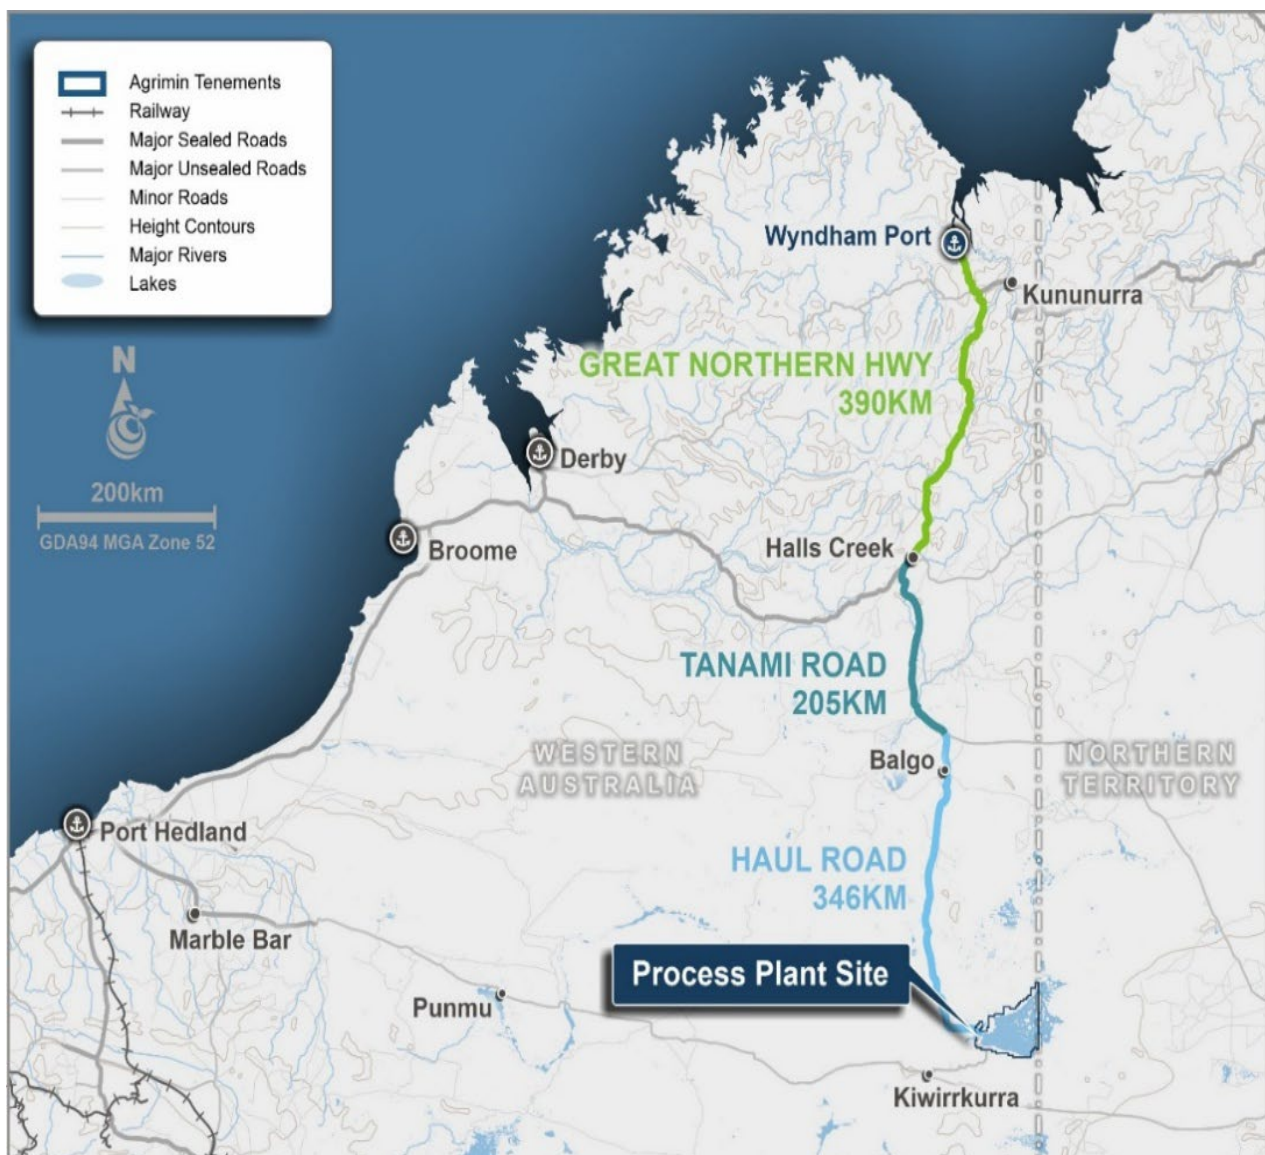 Agrimin Tenements
Railway
Major Sealed Roads
Major Unsealed Roads
Minor Roads
Height Contours
Major Rivers
Lakes
N
200km
GDA94 MGA Zone 52
Wyndham Port
Kununurra
GREAT NORTHERN HWY
390KM
Derby
Broome
Halls Creek
TANAMI ROAD
205KM
WESTERN
AUSTRALIA
NORTHERN
TERRITORY
Balgo
Port Hedland
HAUL ROAD
346KM
Marble Bar
Process Plant Site
Punmu
Kiwirrkurra